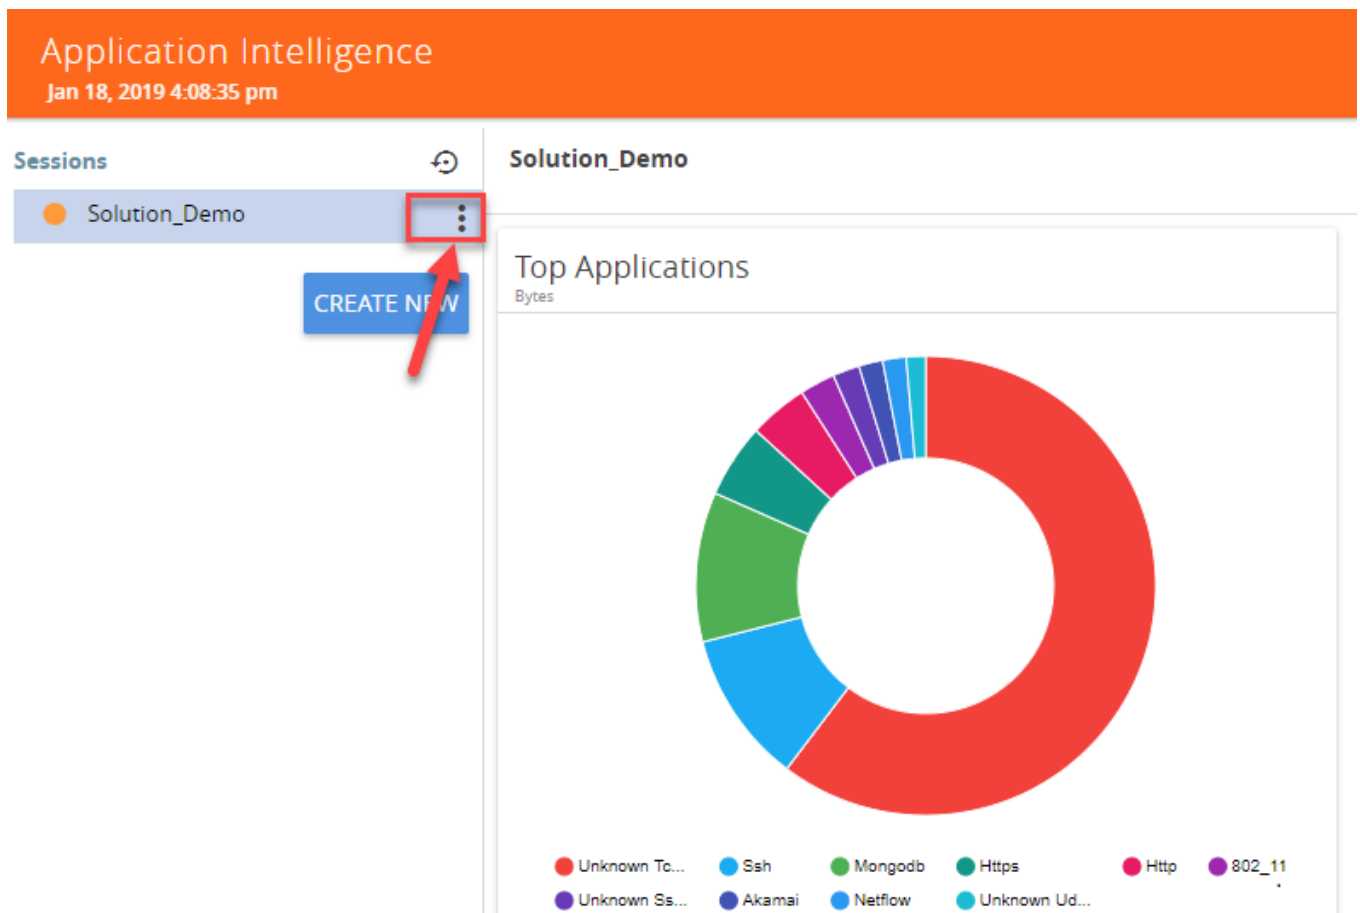 Application Intelligence
Jan 18, 2019 4:08:35 pm
Sessions
Solution_Demo
CREATE NEW
Solution_Demo
Top Applications
Bytes
Unknown Tc... Ssh Mongodb Https Http 802_11
Unknown Ss... Akamai Netflow Unknown Ud...